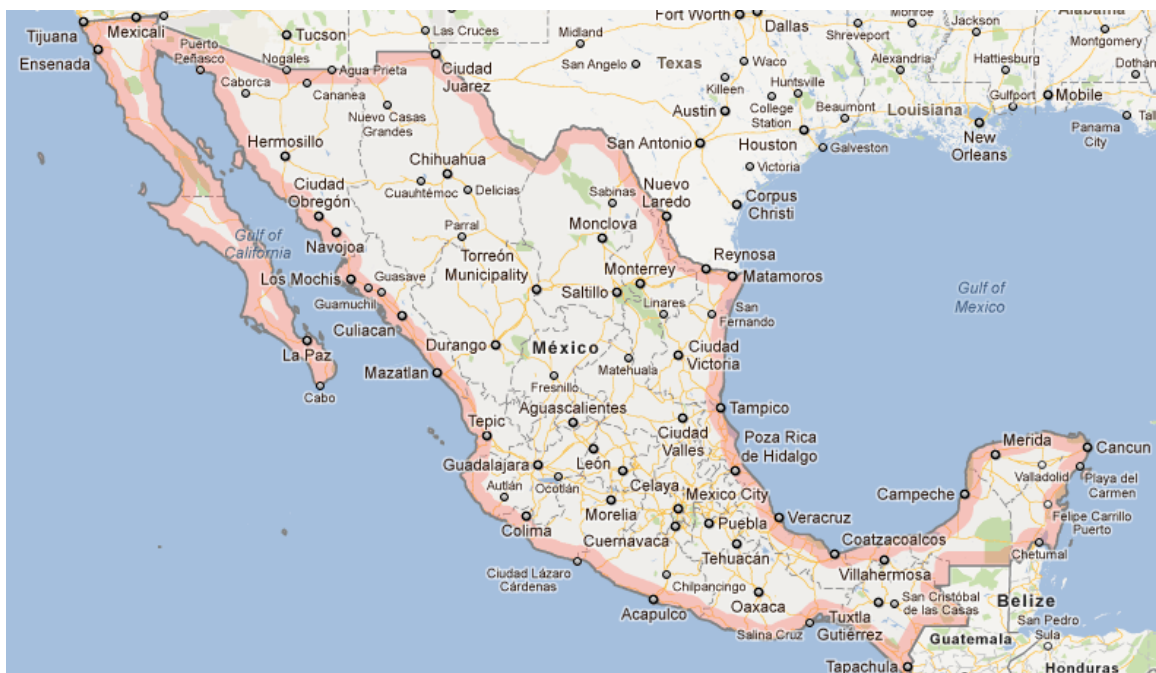 Fort Worth
Dallas
Monroe
Shreveport
Jackson
Alabama
Tijuana
Mexicali
Tucson
Las Cruces
Midland
Montgomery
Ensenada
Puerto
Peñasco
Nogales
Agua Prieta
Ciudad
Juarez
San Angelo
Texas
Waco
Killeen
Huntsville
Alexandria
Hattiesburg
Dothan
Caborca
Cananea
Nuevo Casas
Grandes
Austin
College
Station
Beaumont
Louisiana
Gulfport
Mobile
Hermosillo
Chihuahua
San Antonio
Houston
Galveston
New
Orleans
Panama
City
Tall
Cuauhtémoc
Delicias
Victoria
Ciudad
Obregón
Sabinas
Nuevo
Laredo
Corpus
Christi
Gulf of
California
Navojoa
Parral
Monclova
Los Mochis
Guasave
Guamuchil
Torreón
Municipality
Monterrey
Reynosa
Matamoros
Saltillo
Linares
San
Fernando
Gulf of
Mexico
Culiacan
La Paz
Durango
México
Ciudad
Victoria
Mazatlan
Matehuala
Cabo
Fresnillo
Aguascalientes
Tampico
Tepic
Ciudad
Valles
Poza Rica
de Hidalgo
Guadalajara
León
Merida
Cancun
Autlán
Ocotlán
Celaya
Mexico City
Valladolid
Playa del
Carmen
Campeche
Colima
Morelia
Puebla
Veracruz
Felipe Carrillo
Puerto
Cuernavaca
Tehuacán
Coatzacoalcos
Chetumal
Ciudad Lázaro
Cárdenas
Chilpancingo
Villahermosa
Acapulco
Oaxaca
San Cristóbal
de las Casas
Belize
Salina Cruz
Tuxtla
Gutiérrez
Guatemala
San Pedro
Sula
Tapachula
Honduras